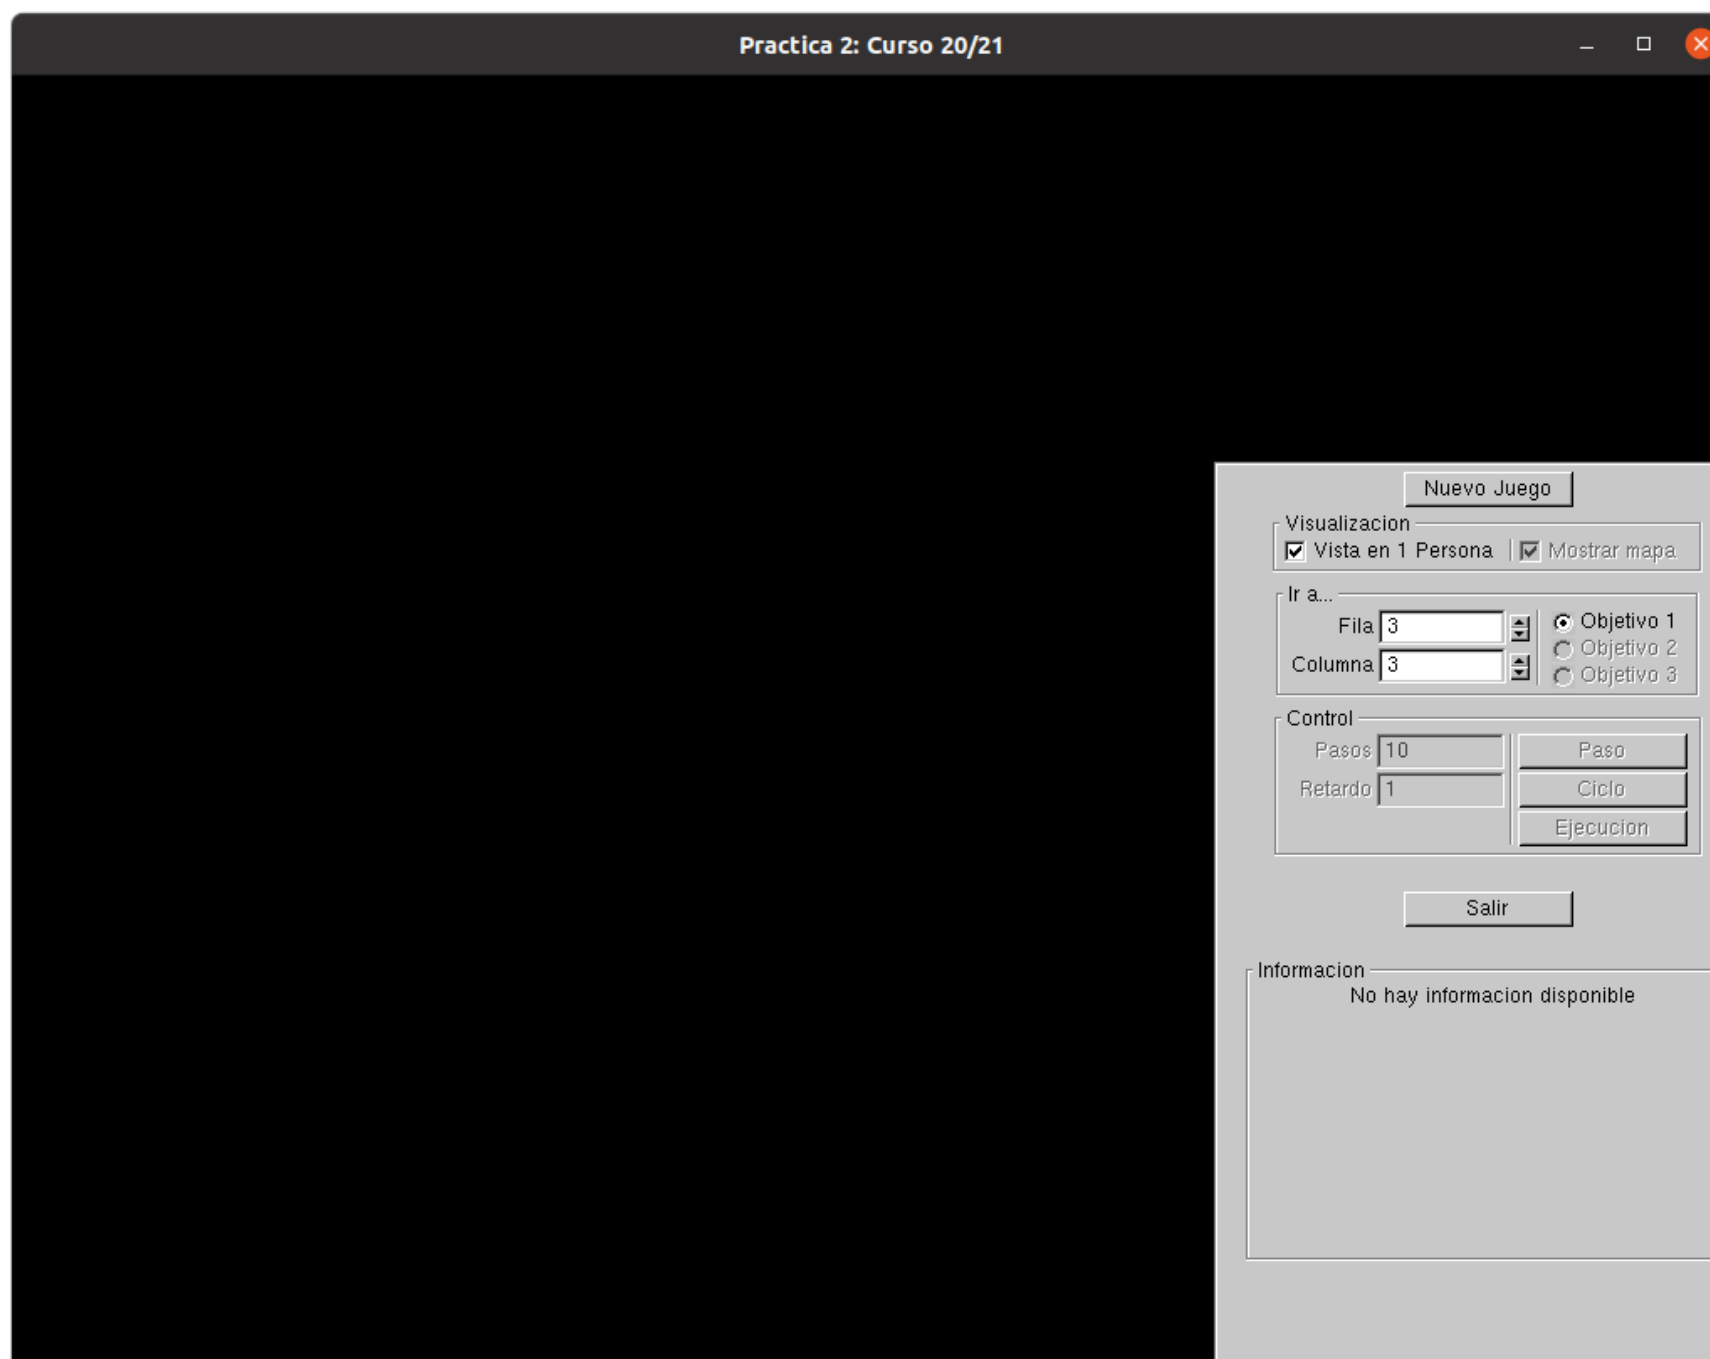 Practica 2: Curso 20/21
Nuevo Juego
Visualizacion
Vista en 1 Persona Mostrar mapa
Ir a...
Fila 3 Objetivo 1
Objetivo 2
Columna 3 Objetivo 3
Control
Pasos 10 Paso
Retardo 1 Ciclo
Ejecucion
Salir
Informacion
No hay informacion disponible